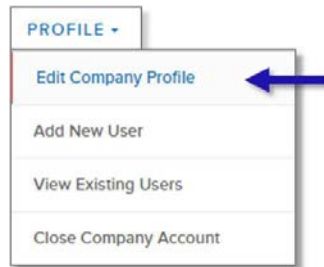 PROFILE
Edit Company Profile
Add New User
View Existing Users
Close Company Account